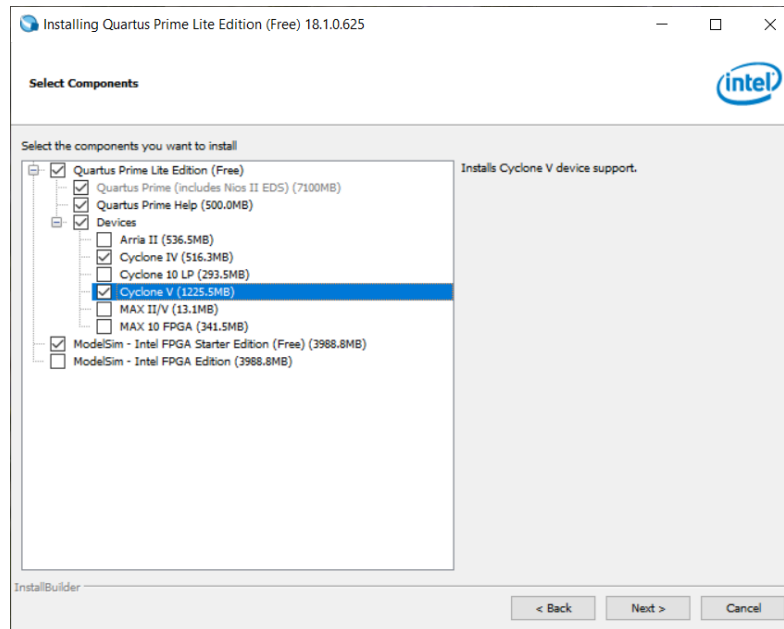 Installing Quartus Prime Lite Edition (Free) 18.1.0.625
Select Components
intel
Select the components you want to install
Quartus Prime Lite Edition (Free)
Quartus Prime (includes Nios II EDS) (7100MB)
Quartus Prime Help (500.0MB)
Devices
Arria II (536.5MB)
Cyclone IV (516.3MB)
Cyclone 10 LP (293.5MB)
Cyclone V (1225.5MB)
MAX II/V (13.1MB)
MAX 10 FPGA (341.5MB)
ModelSim - Intel FPGA Starter Edition (Free) (3988.8MB)
ModelSim - Intel FPGA Edition (3988.8MB)
Installs Cyclone V device support.
InstallBuilder
< Back
Next >
Cancel